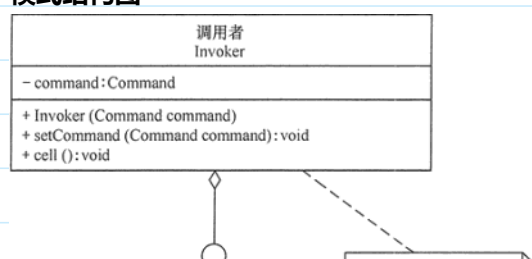 模式结构图
调用者
Invoker
- command:Command
+ Invoker (Command command)
+ setCommand (Command command): void
+ cell (): void